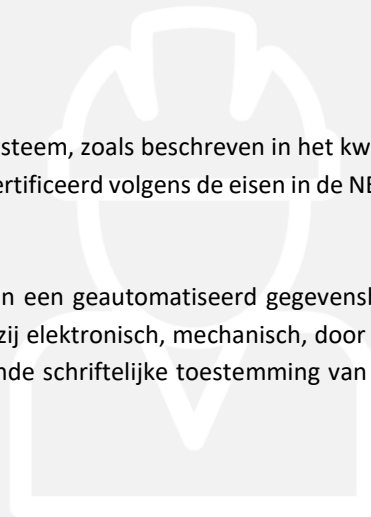 steem, zoals beschreven in het kw
ertificeerd volgens de eisen in de NE
n een geautomatiseerd gegevensb
zij elektronisch, mechanisch, door
nde schriftelijke toestemming van